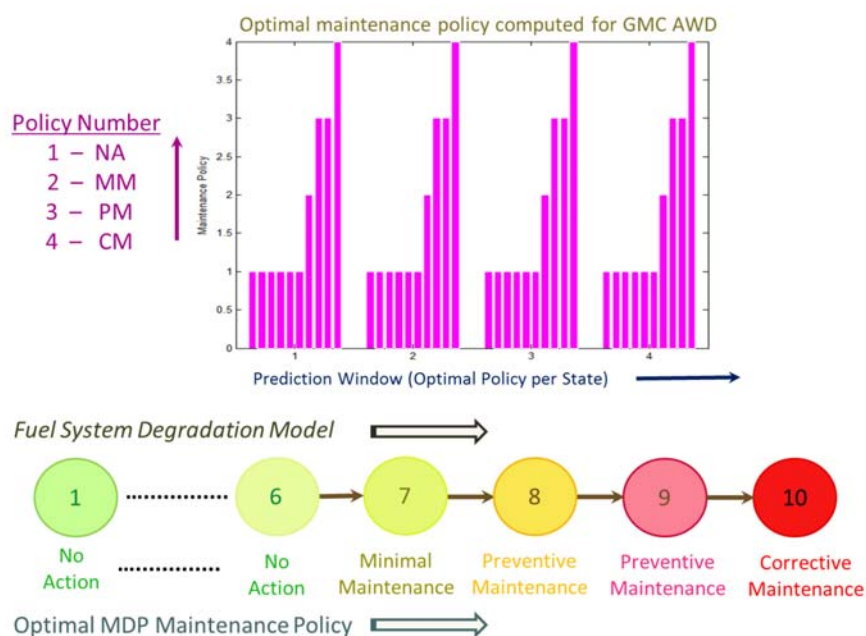 Optimal maintenance policy computed for GMC AWD
Policy Number
1 – NA
2 – MM
3 – PM
4 – CM
Maintenance Policy
4
3.5
3
2.5
2
1.5
1
0.5
0
1 2 3 4
Prediction Window (Optimal Policy per State)
Fuel System Degradation Model
1 ............... 6 7 8 9 10
No Action
............... No Action
Minimal Maintenance
Preventive Maintenance
Preventive Maintenance
Corrective Maintenance
Optimal MDP Maintenance Policy